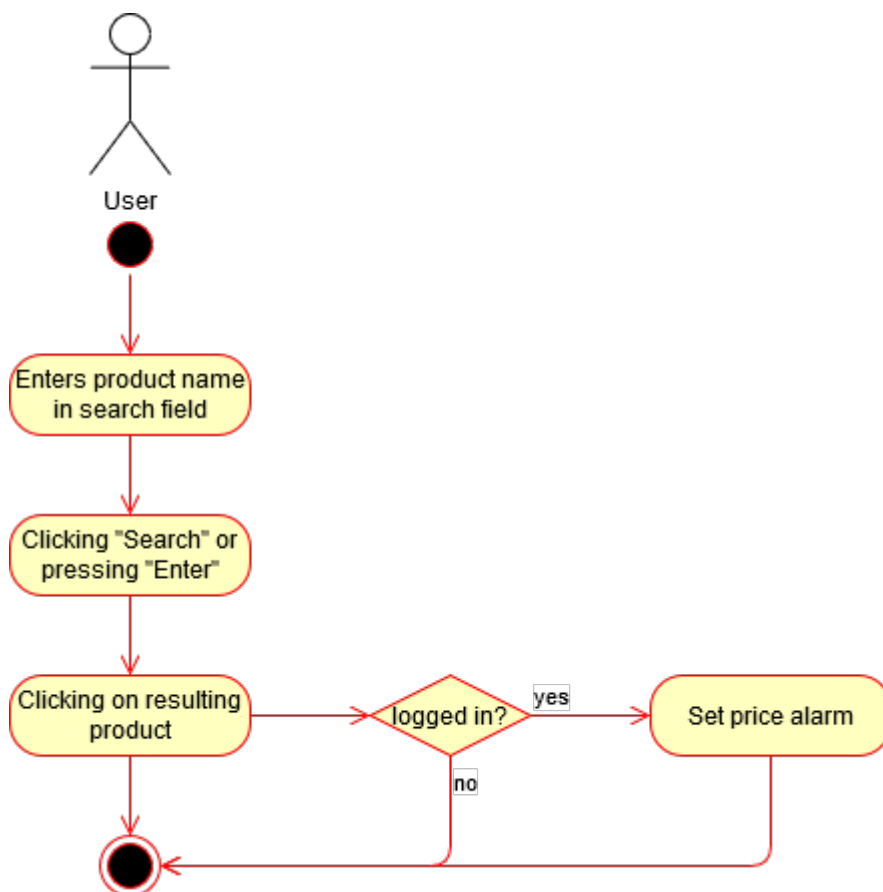 User
Enters product name
in search field
Clicking "Search" or
pressing "Enter"
Clicking on resulting
product
logged in?
yes
Set price alarm
no